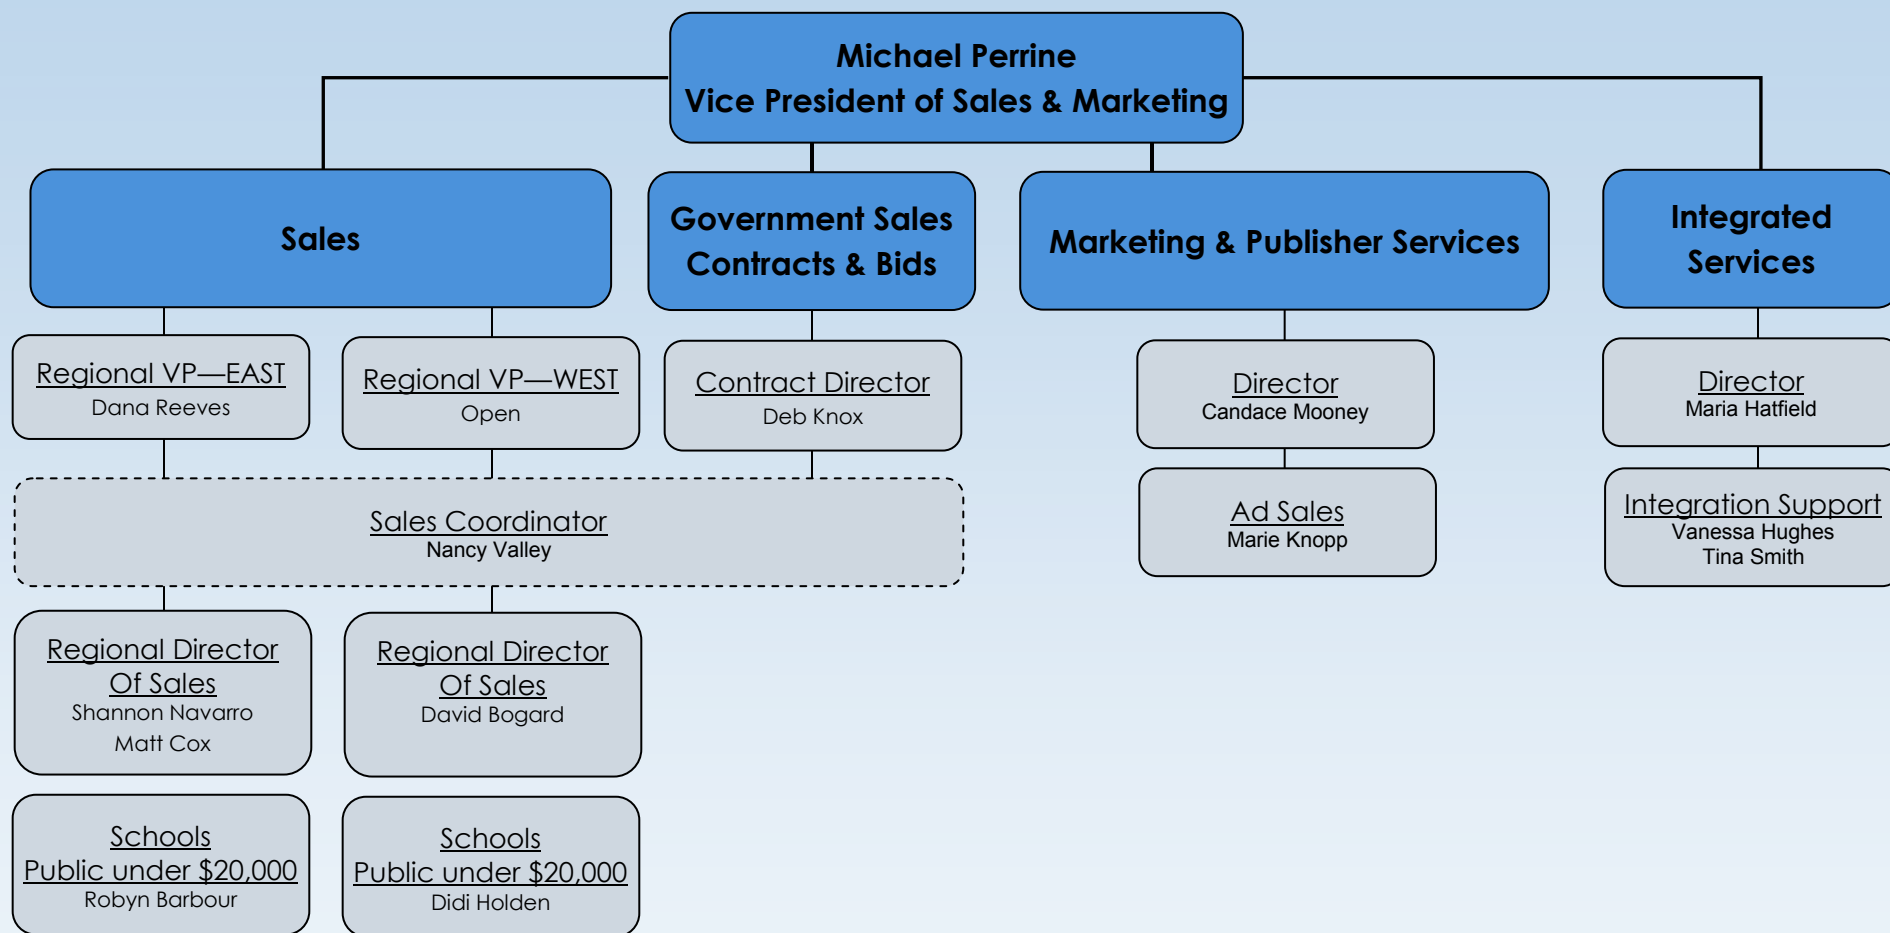 Michael Perrine
Vice President of Sales & Marketing
Sales
Government Sales
Contracts & Bids
Marketing & Publisher Services
Integrated
Services
Regional VP—EAST
Dana Reeves
Regional VP—WEST
Open
Contract Director
Deb Knox
Director
Candace Mooney
Director
Maria Hatfield
Sales Coordinator
Nancy Valley
Ad Sales
Marie Knopp
Integration Support
Vanessa Hughes
Tina Smith
Regional Director
Of Sales
Shannon Navarro
Matt Cox
Regional Director
Of Sales
David Bogard
Schools
Public under $20,000
Robyn Barbour
Schools
Public under $20,000
Didi Holden